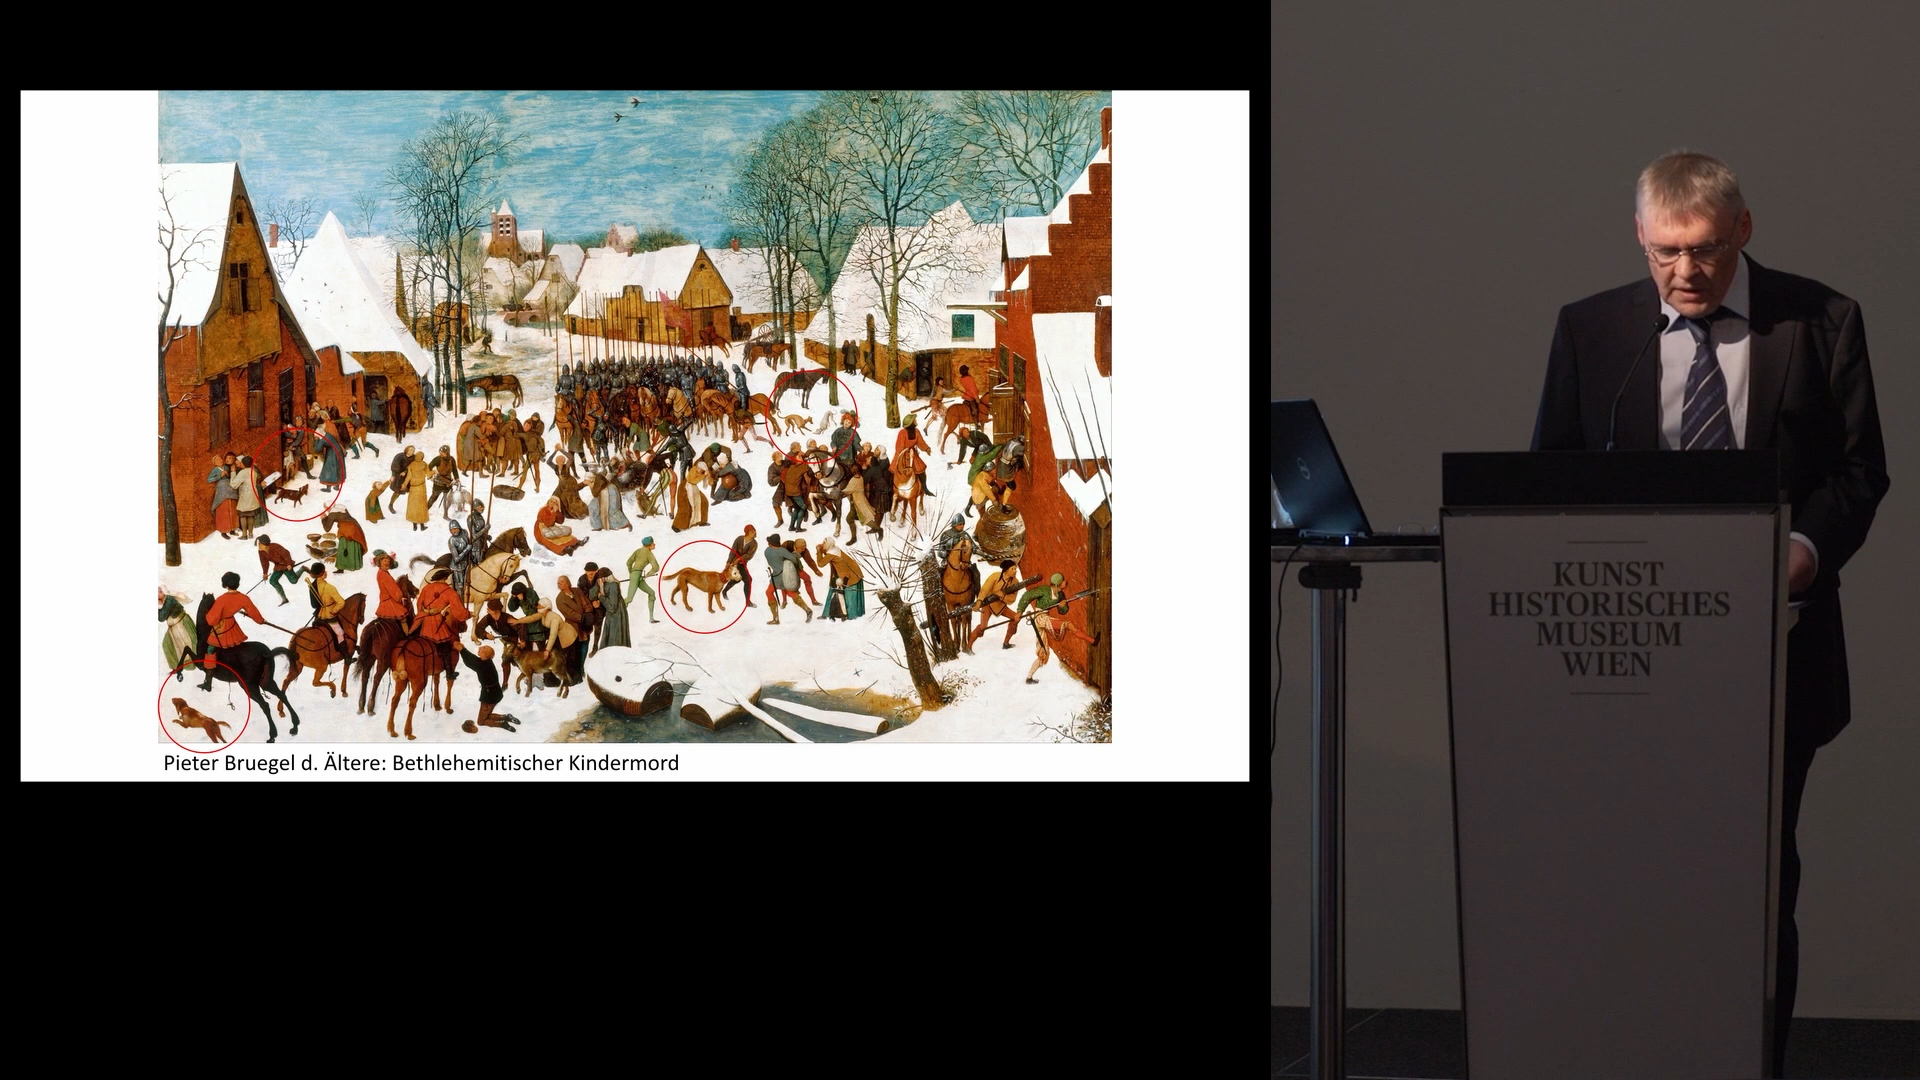 Pieter Bruegel d. Ältere: Bethlehemitischer Kindermord
KUNST
HISTORISCHES
MUSEUM
WIEN